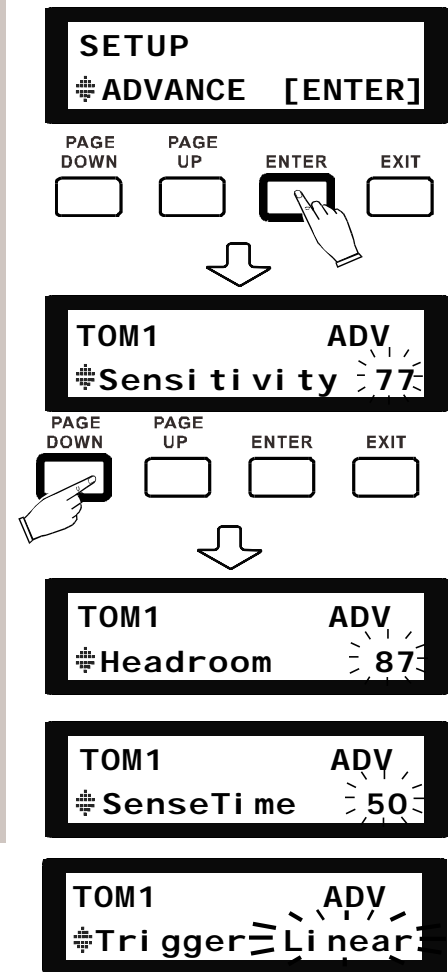 SETUP
ADVANCE [ENTER]
PAGE DOWN PAGE UP ENTER EXIT
TOM1 ADV
Sensitivity 77
PAGE DOWN PAGE UP ENTER EXIT
TOM1 ADV
Headroom 87
TOM1 ADV
SenseTime 50
TOM1 ADV
Trigger Linear